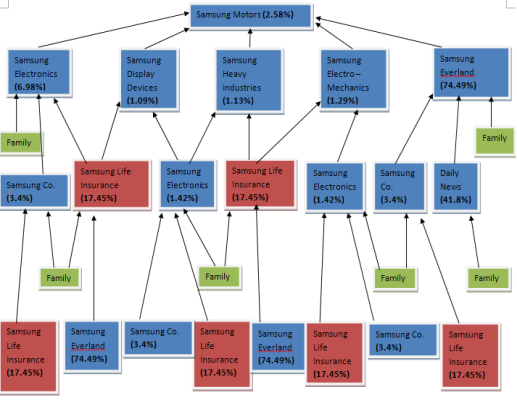 Samsung Motors (2.58%)
Samsung
Electronics
(6.98%)
Samsung
Display
Devices
(1.09%)
Samsung
Heavy
Industries
(1.13%)
Samsung
Electro –
Mechanics
(1.29%)
Samsung
Everland
(74.49%)
Family
Family
Samsung Co.
(3.4%)
Samsung Life
Insurance
(17.45%)
Samsung
Electronics
(1.42%)
Samsung Life
Insurance
(17.45%)
Samsung
Electronics
(1.42%)
Samsung
Co.
(3.4%)
Daily
News
(41.8%)
Family
Family
Family
Family
Samsung
Life
Insurance
(17.45%)
Samsung
Everland
(74.49%)
Samsung Co.
(3.4%)
Samsung
Life
Insurance
(17.45%)
Samsung
Everland
(74.49%)
Samsung
Life
Insurance
(17.45%)
Samsung Co.
(3.4%)
Samsung
Life
Insurance
(17.45%)